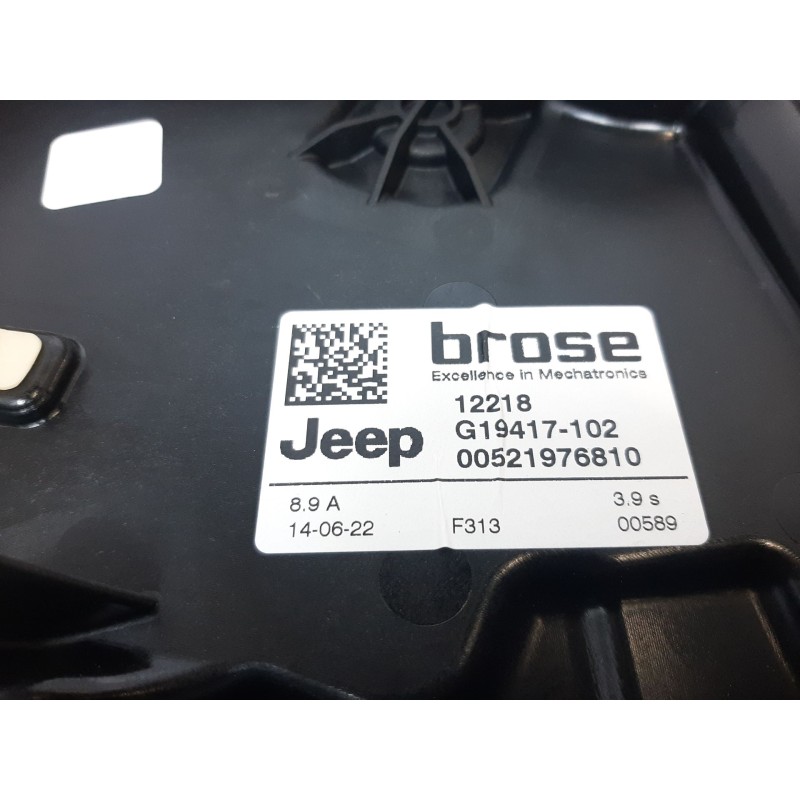 brose
Excellence in Mechatronics
12218
Jeep G19417-102
00521976810
8.9 A 3.9 s
14-06-22 F313 00589